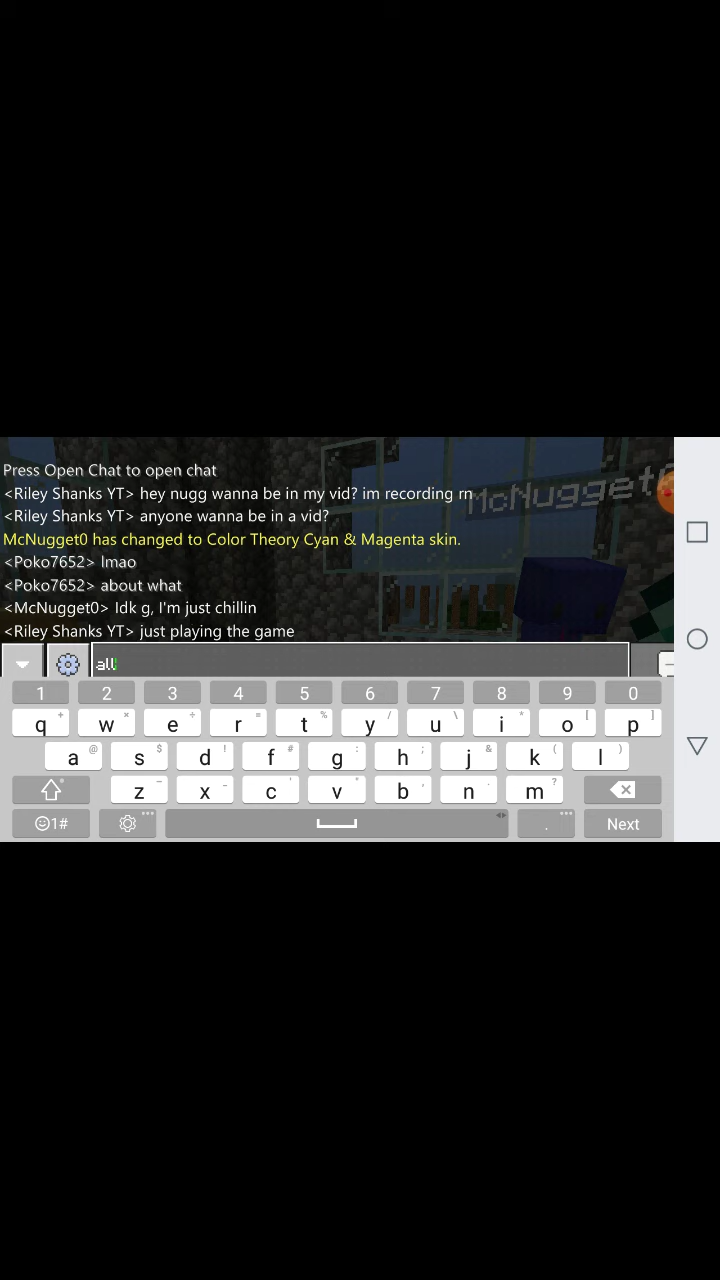 Press Open Chat to open chat
<Riley Shanks YT> hey nugg wanna be in my vid? im recording rn
McNugget0
<Riley Shanks YT> anyone wanna be in a vid?
McNugget0 has changed to Color Theory Cyan & Magenta skin.
<Poko7652> lmao
<Poko7652> about what
<McNugget0> Idk g, I'm just chillin
<Riley Shanks YT> just playing the game
all
1 2 3 4 5 6 7 8 9 0
q + w × e ÷ r = t % y / u \ i * o [ p ]
a @ s $ d ! f # g : h ; j & k ( l )
z – x - c ' v " b , n . m ?
☺1# . Next